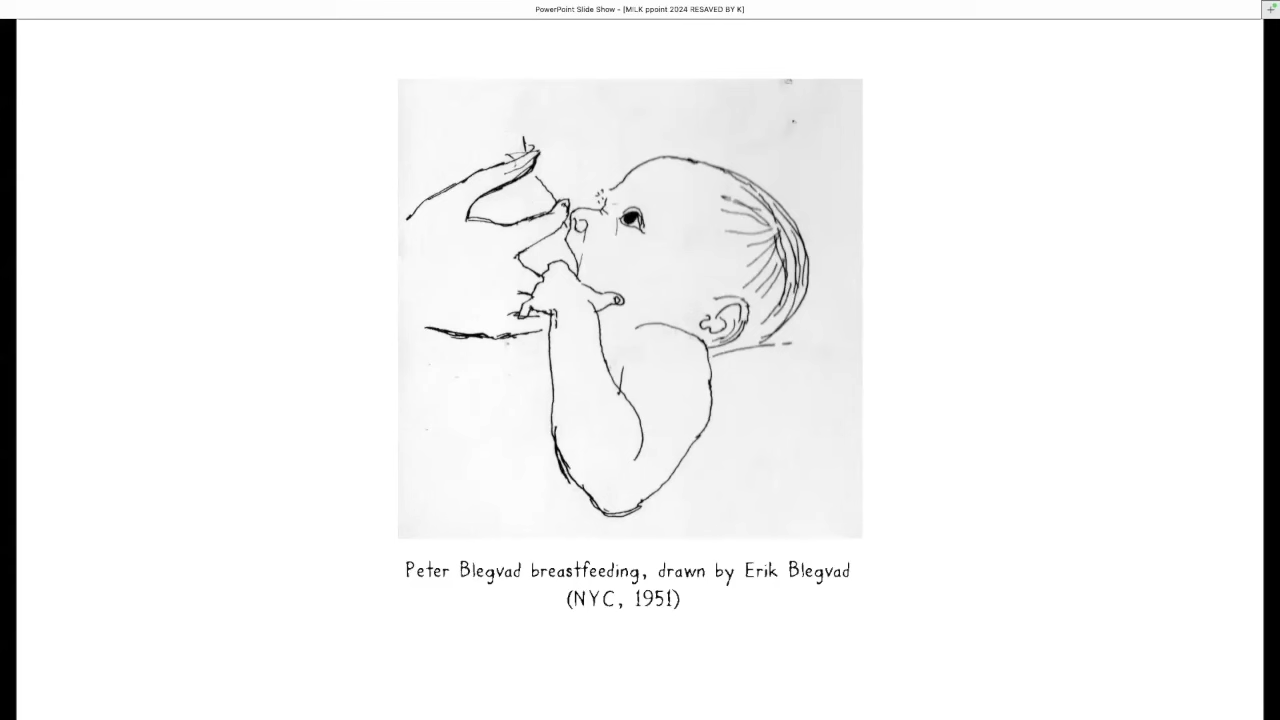 PowerPoint Slide Show - [MILK ppoint 2024 RESAVED BY K]
Peter Blegvad breastfeeding, drawn by Erik Blegvad
(NYC, 1951)